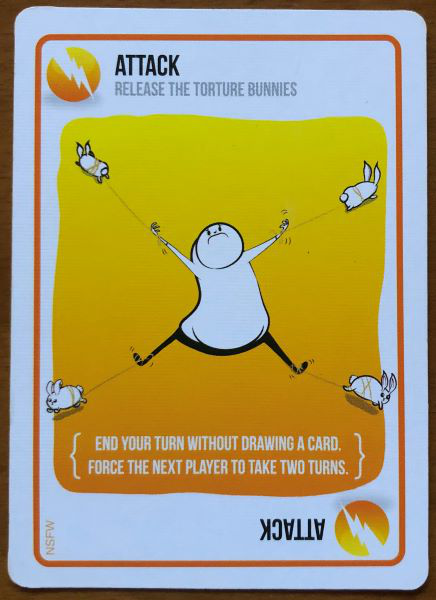 ATTACK
RELEASE THE TORTURE BUNNIES
END YOUR TURN WITHOUT DRAWING A CARD.
FORCE THE NEXT PLAYER TO TAKE TWO TURNS.
NSFW
ATTACK